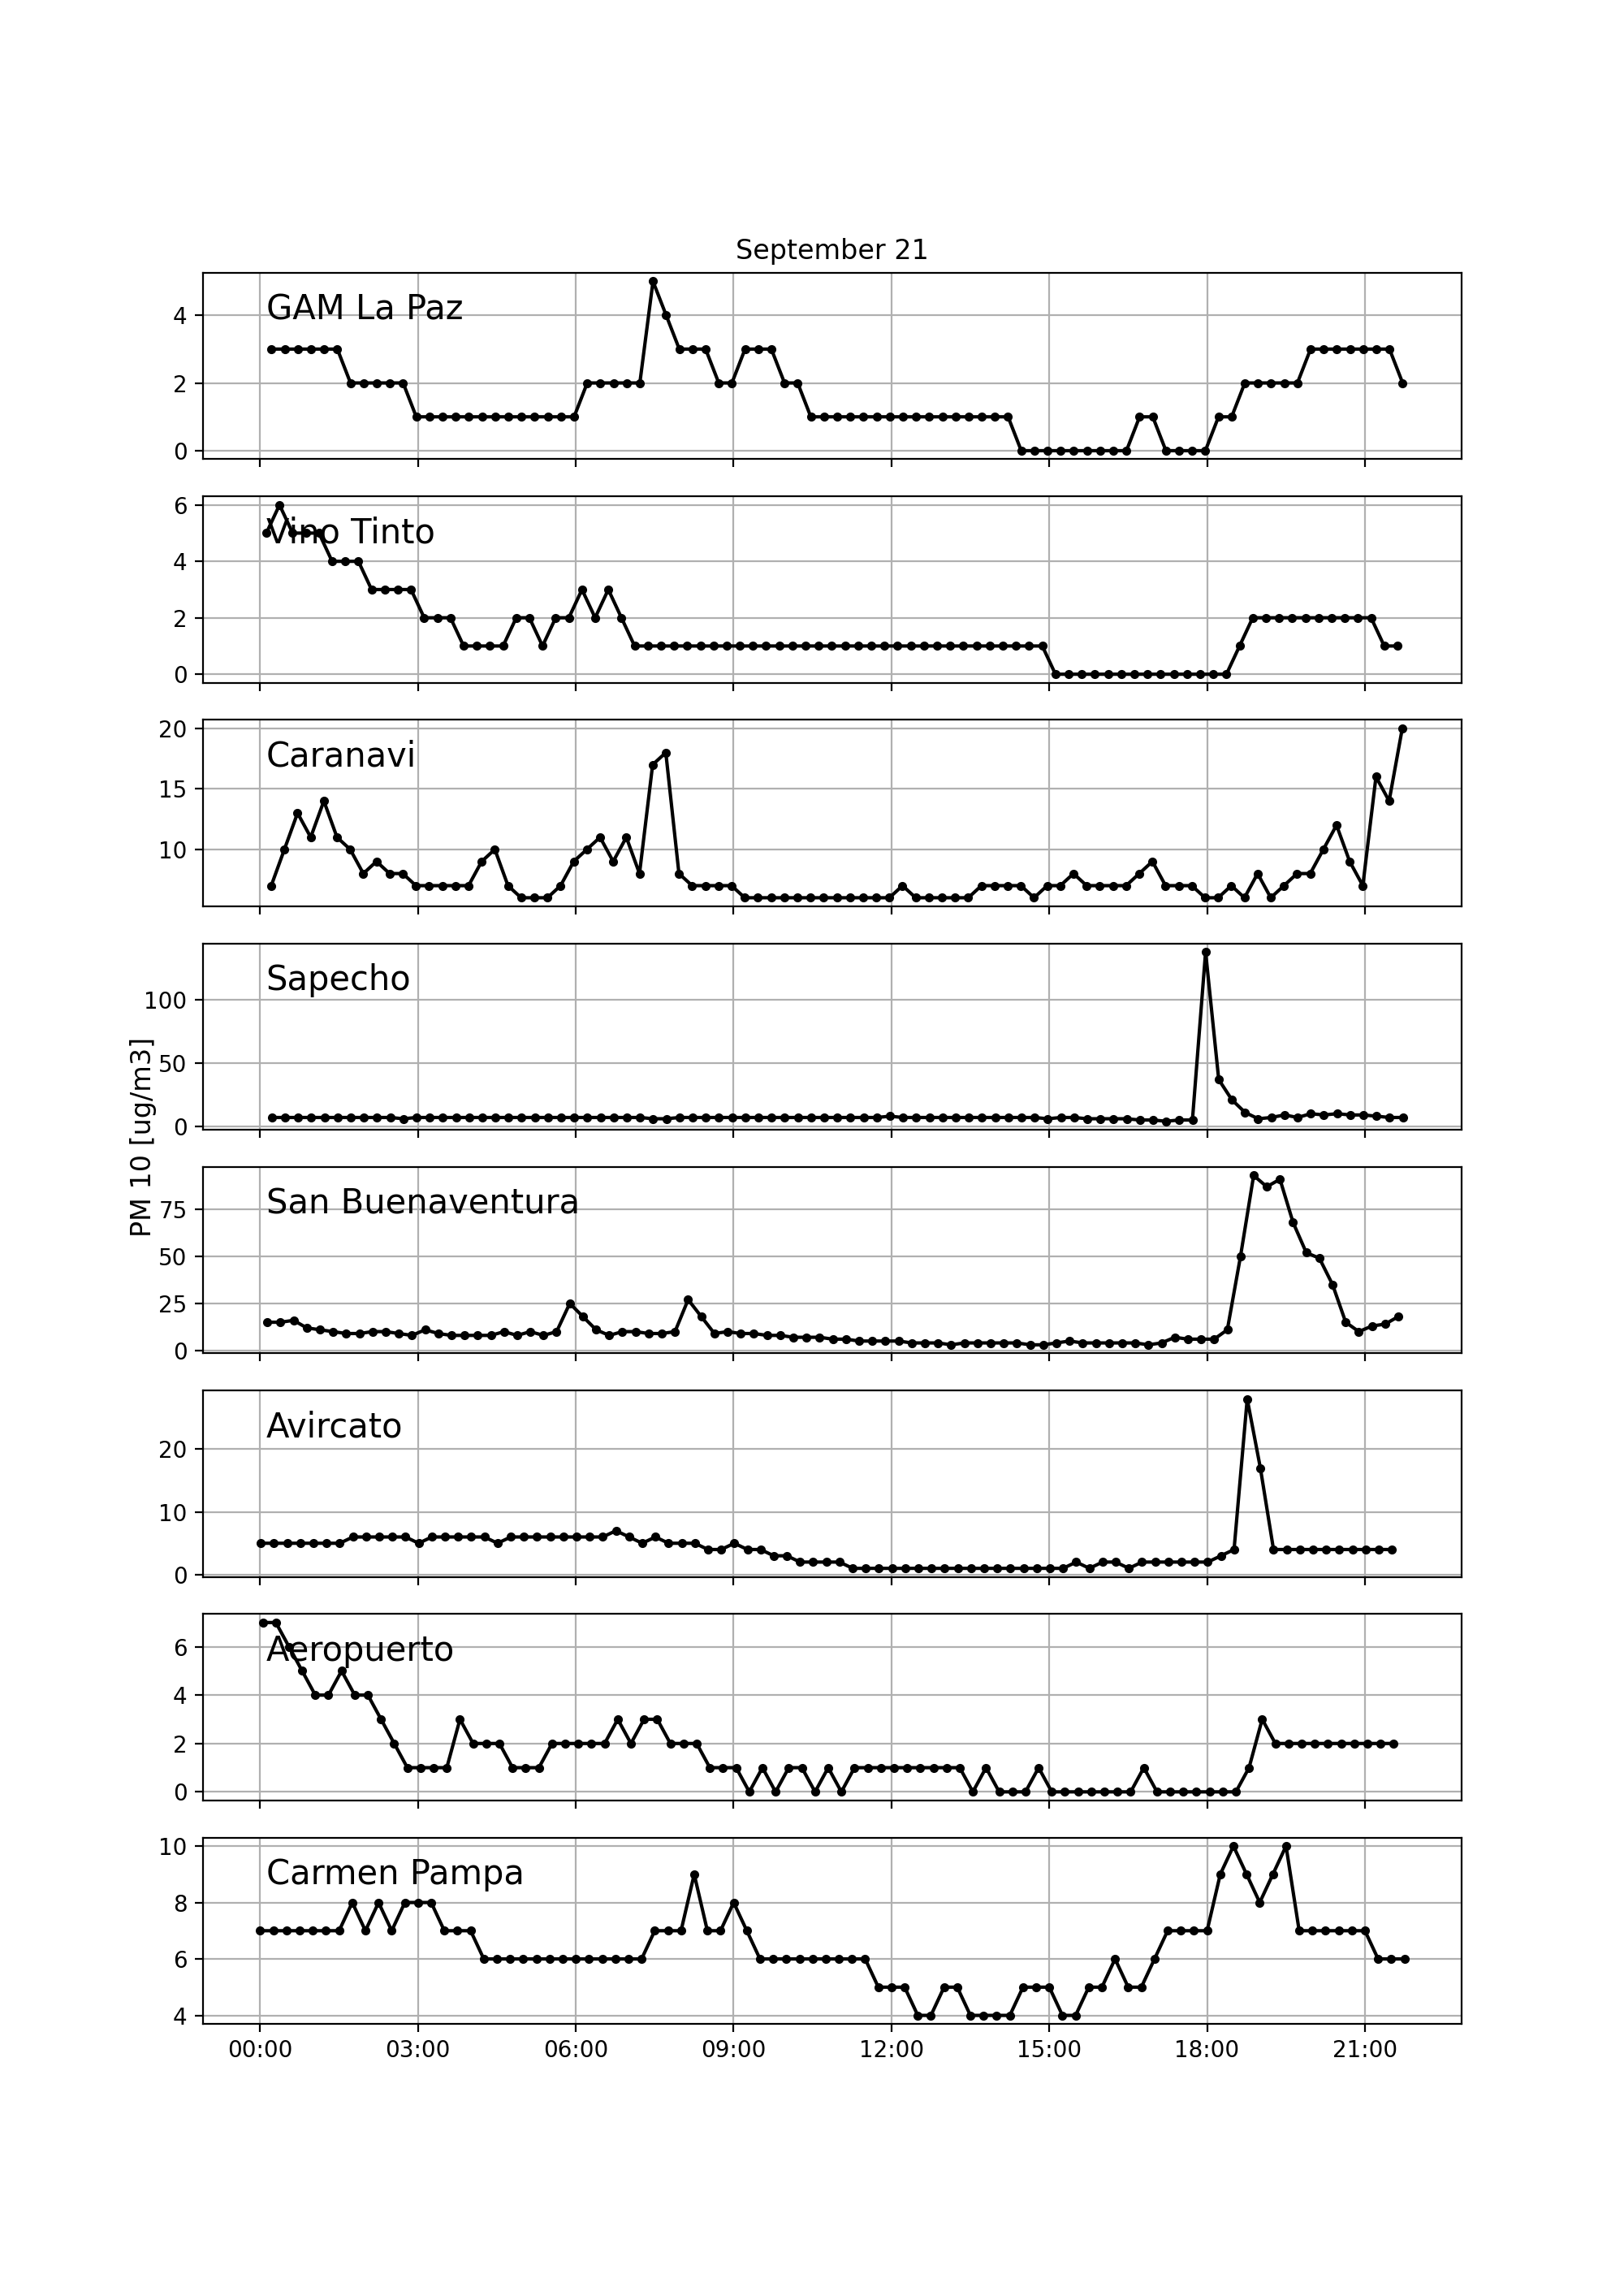 September 21
GAM La Paz
4
2
0
Vino Tinto
6
4
2
0
Caranavi
20
15
10
Sapecho
100
50
0
PM 10 [ug/m3]
San Buenaventura
75
50
25
0
Avircato
20
10
0
Aeropuerto
6
4
2
0
Carmen Pampa
10
8
6
4
00:00 03:00 06:00 09:00 12:00 15:00 18:00 21:00